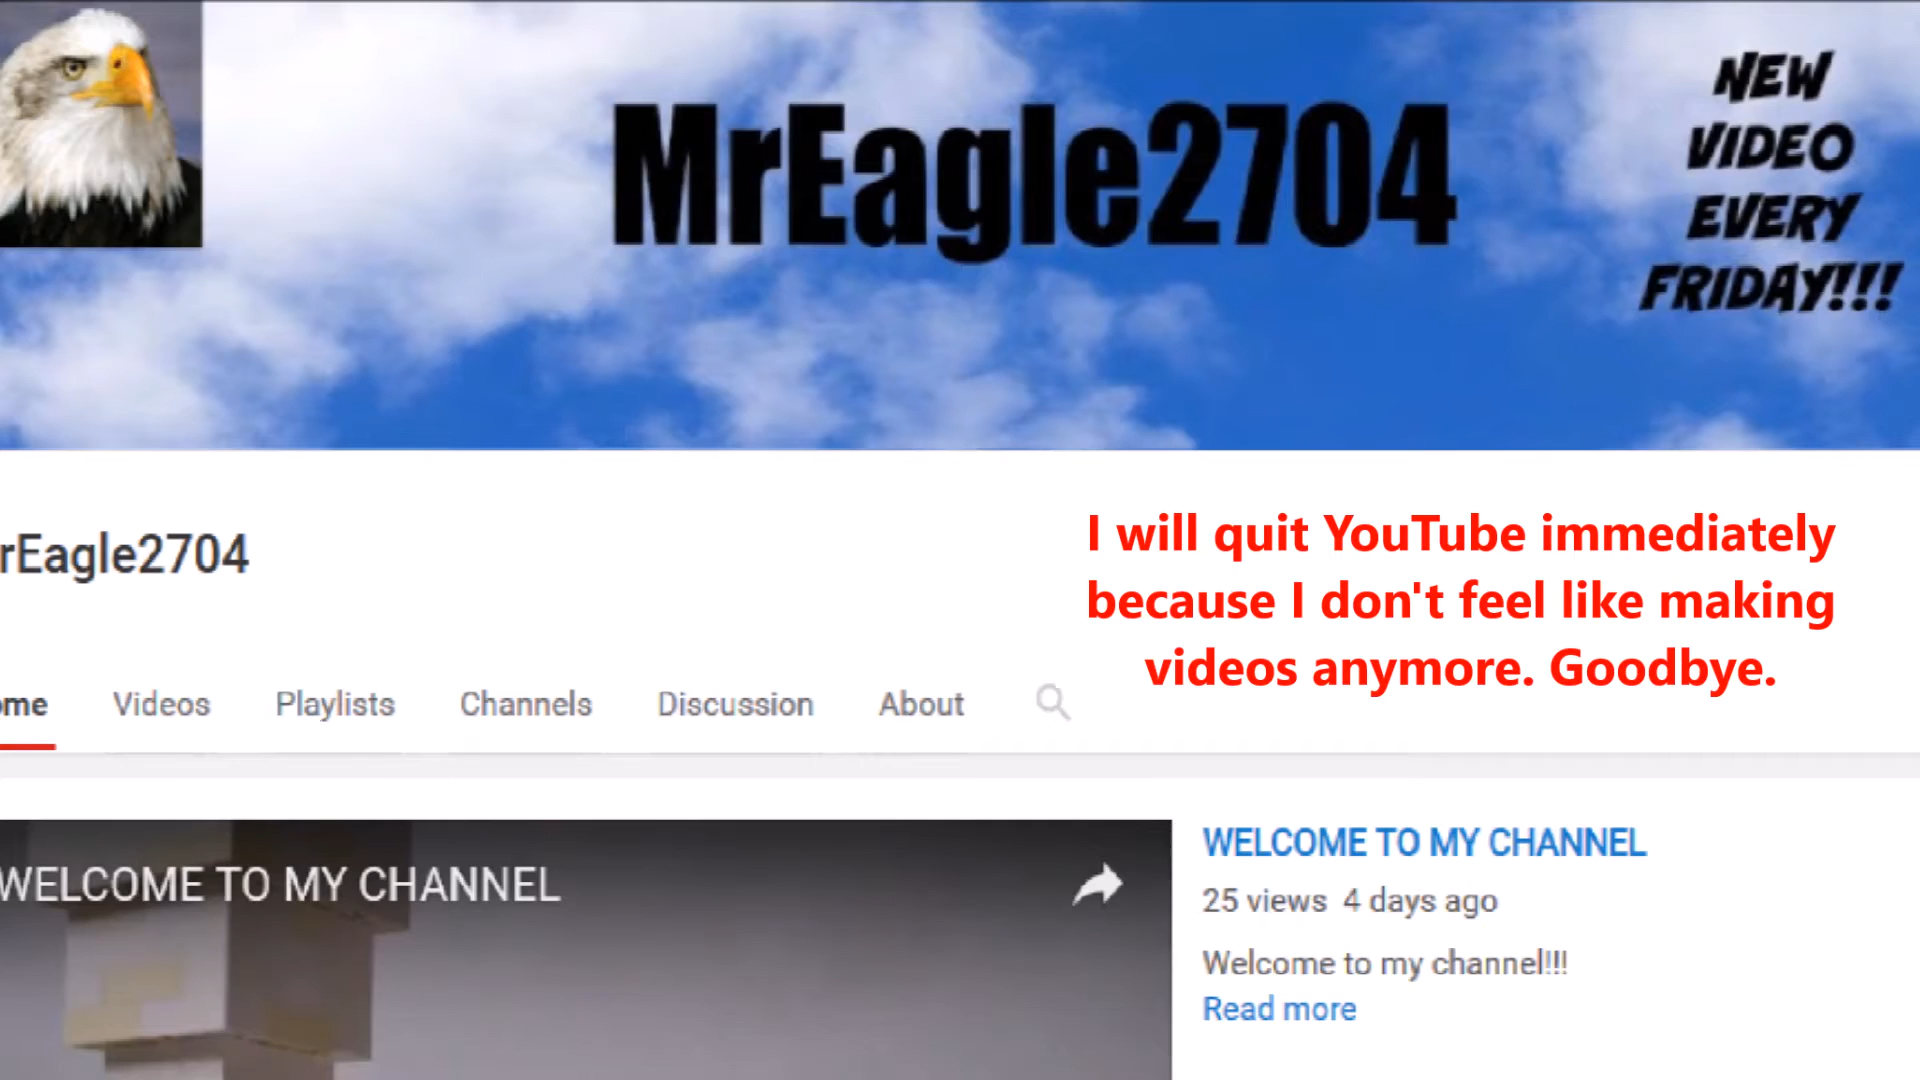 MrEagle2704
NEW
VIDEO
EVERY
FRIDAY!!!
rEagle2704
I will quit YouTube immediately
because I don't feel like making
videos anymore. Goodbye.
ome Videos Playlists Channels Discussion About
WELCOME TO MY CHANNEL
WELCOME TO MY CHANNEL
25 views 4 days ago
Welcome to my channel!!!
Read more